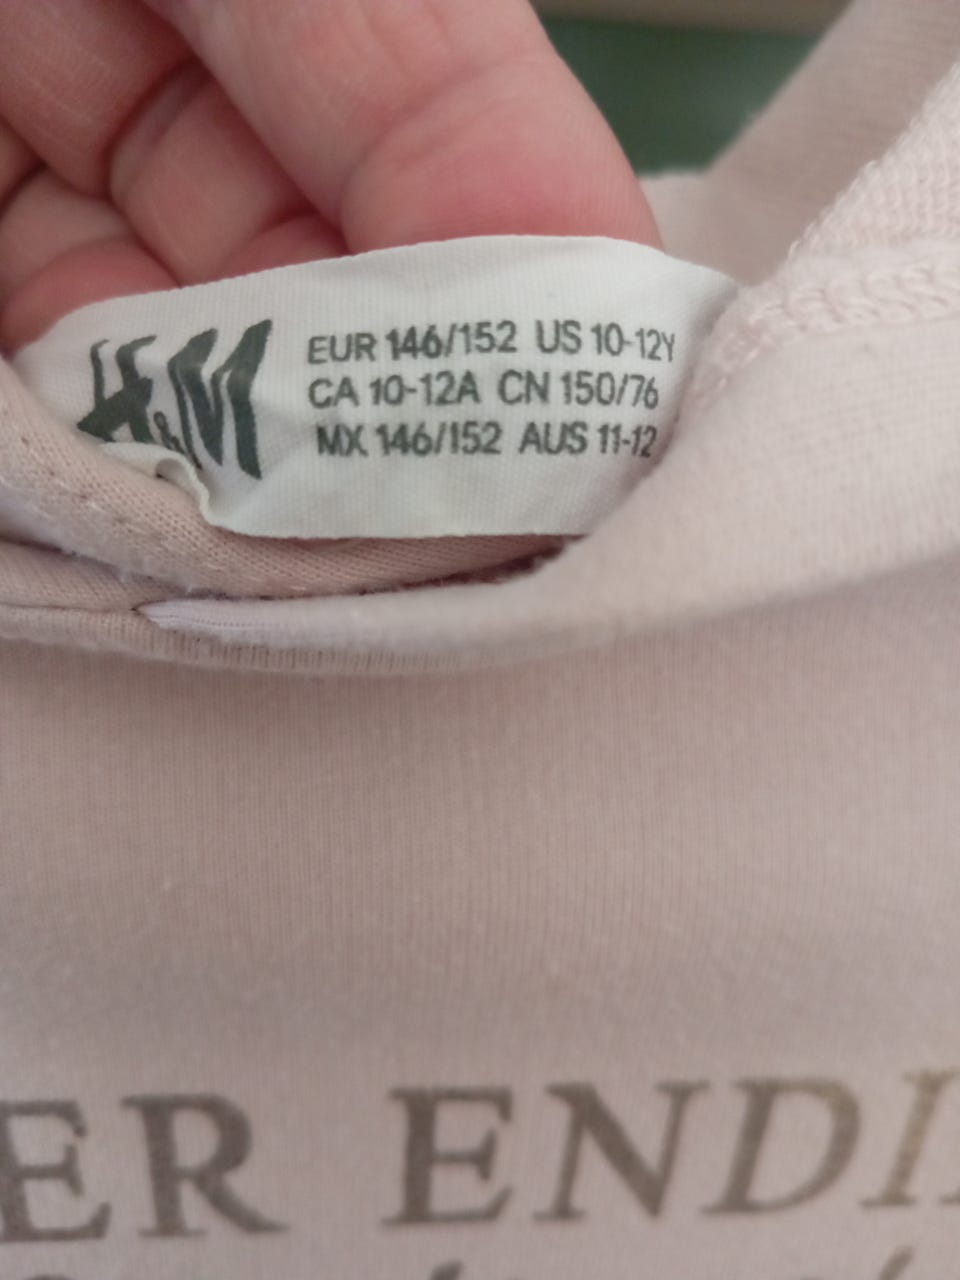 H&M
EUR 146/152 US 10-12Y
CA 10-12A CN 150/76
MX 146/152 AUS 11-12
ER ENDI